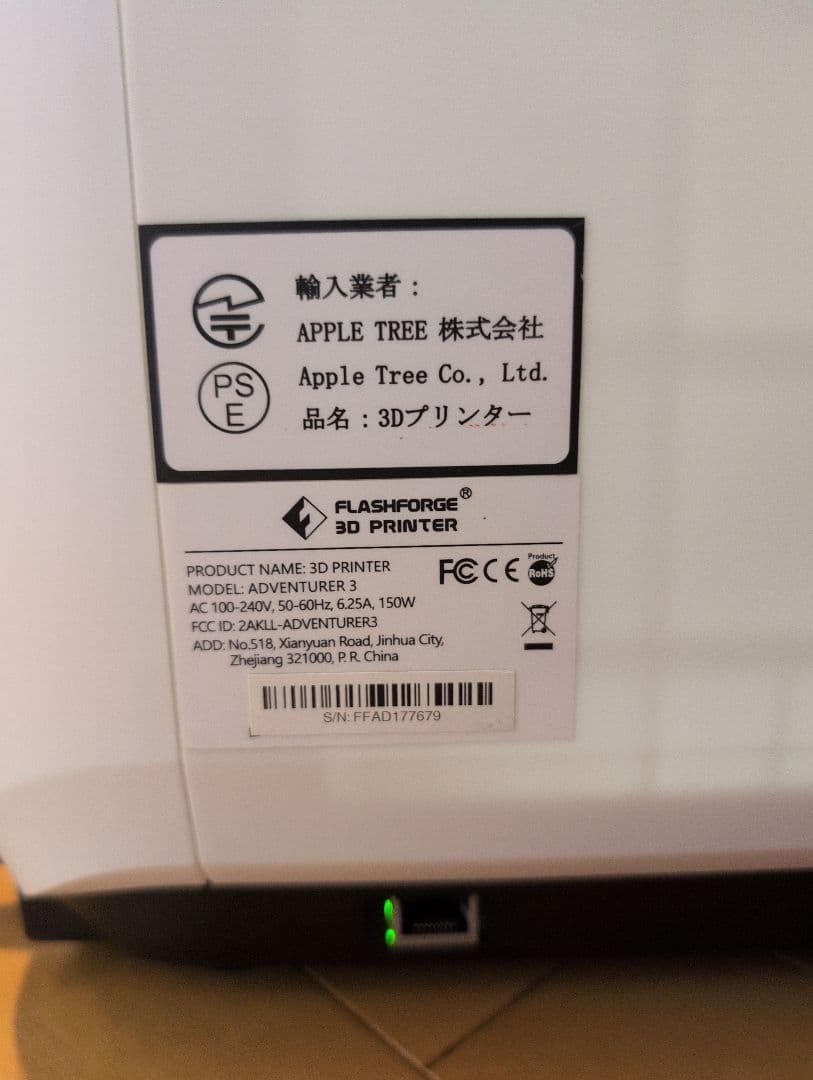 輸入業者：
APPLE TREE 株式会社
PS
E
Apple Tree Co., Ltd.
品名：3Dプリンター
FLASHFORGE®
3D PRINTER
PRODUCT NAME: 3D PRINTER
MODEL: ADVENTURER 3
AC 100-240V, 50-60Hz, 6.25A, 150W
FCC ID: 2AKLL-ADVENTURER3
ADD: No.518, Xianyuan Road, Jinhua City,
Zhejiang 321000, P. R. China
FC CE
Product
RoHS
S/N: FFAD177679